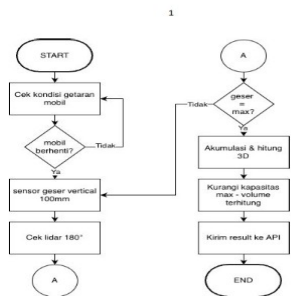 1
START
Cek kondisi getaran
mobil
mobil
berhenti?
Tidak
Ya
sensor geser vertical
100mm
Cek lidar 180°
A
A
geser
=
max?
Tidak
Ye
Akumulasi & hitung
3D
Kurangi kapasitas
max - volume
terhitung
Kirim result ke API
END